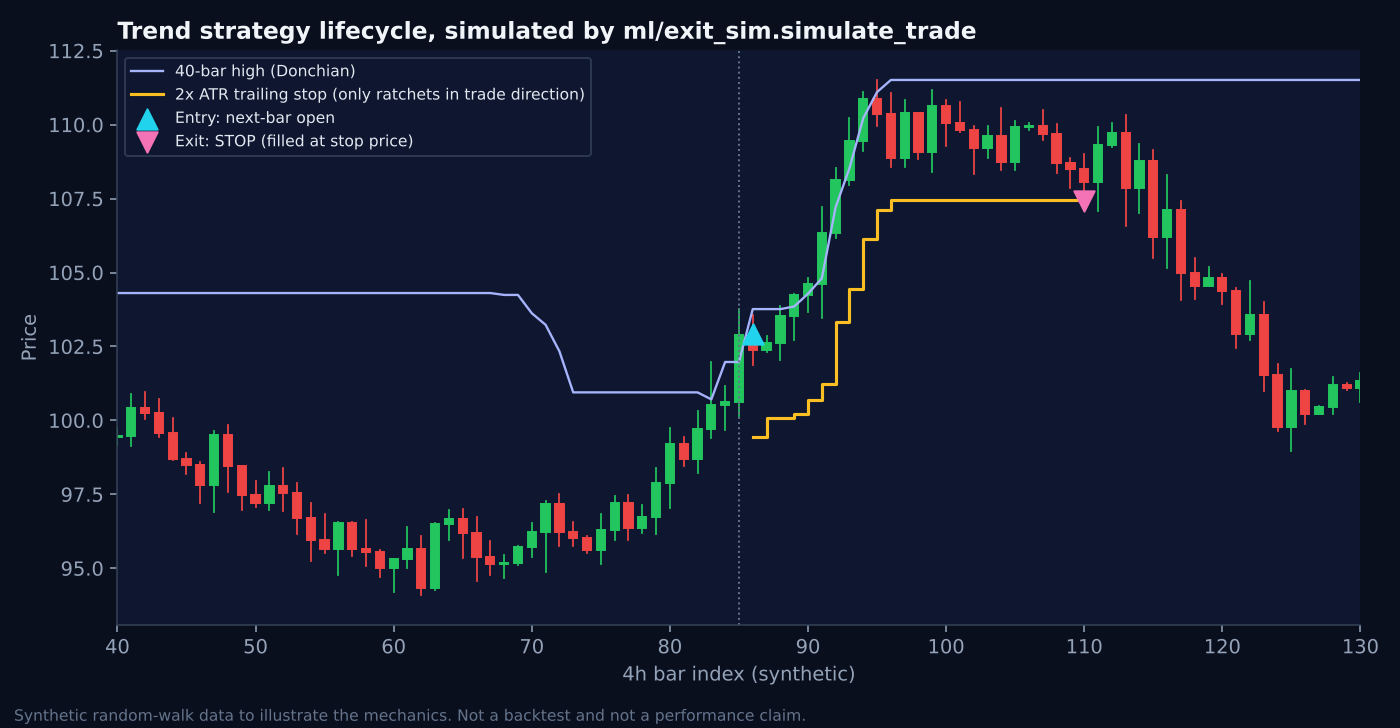 Trend strategy lifecycle, simulated by ml/exit_sim.simulate_trade
40-bar high (Donchian)
2x ATR trailing stop (only ratchets in trade direction)
Entry: next-bar open
Exit: STOP (filled at stop price)
Price
112.5
110.0
107.5
105.0
102.5
100.0
97.5
95.0
40 50 60 70 80 90 100 110 120 130
4h bar index (synthetic)
Synthetic random-walk data to illustrate the mechanics. Not a backtest and not a performance claim.